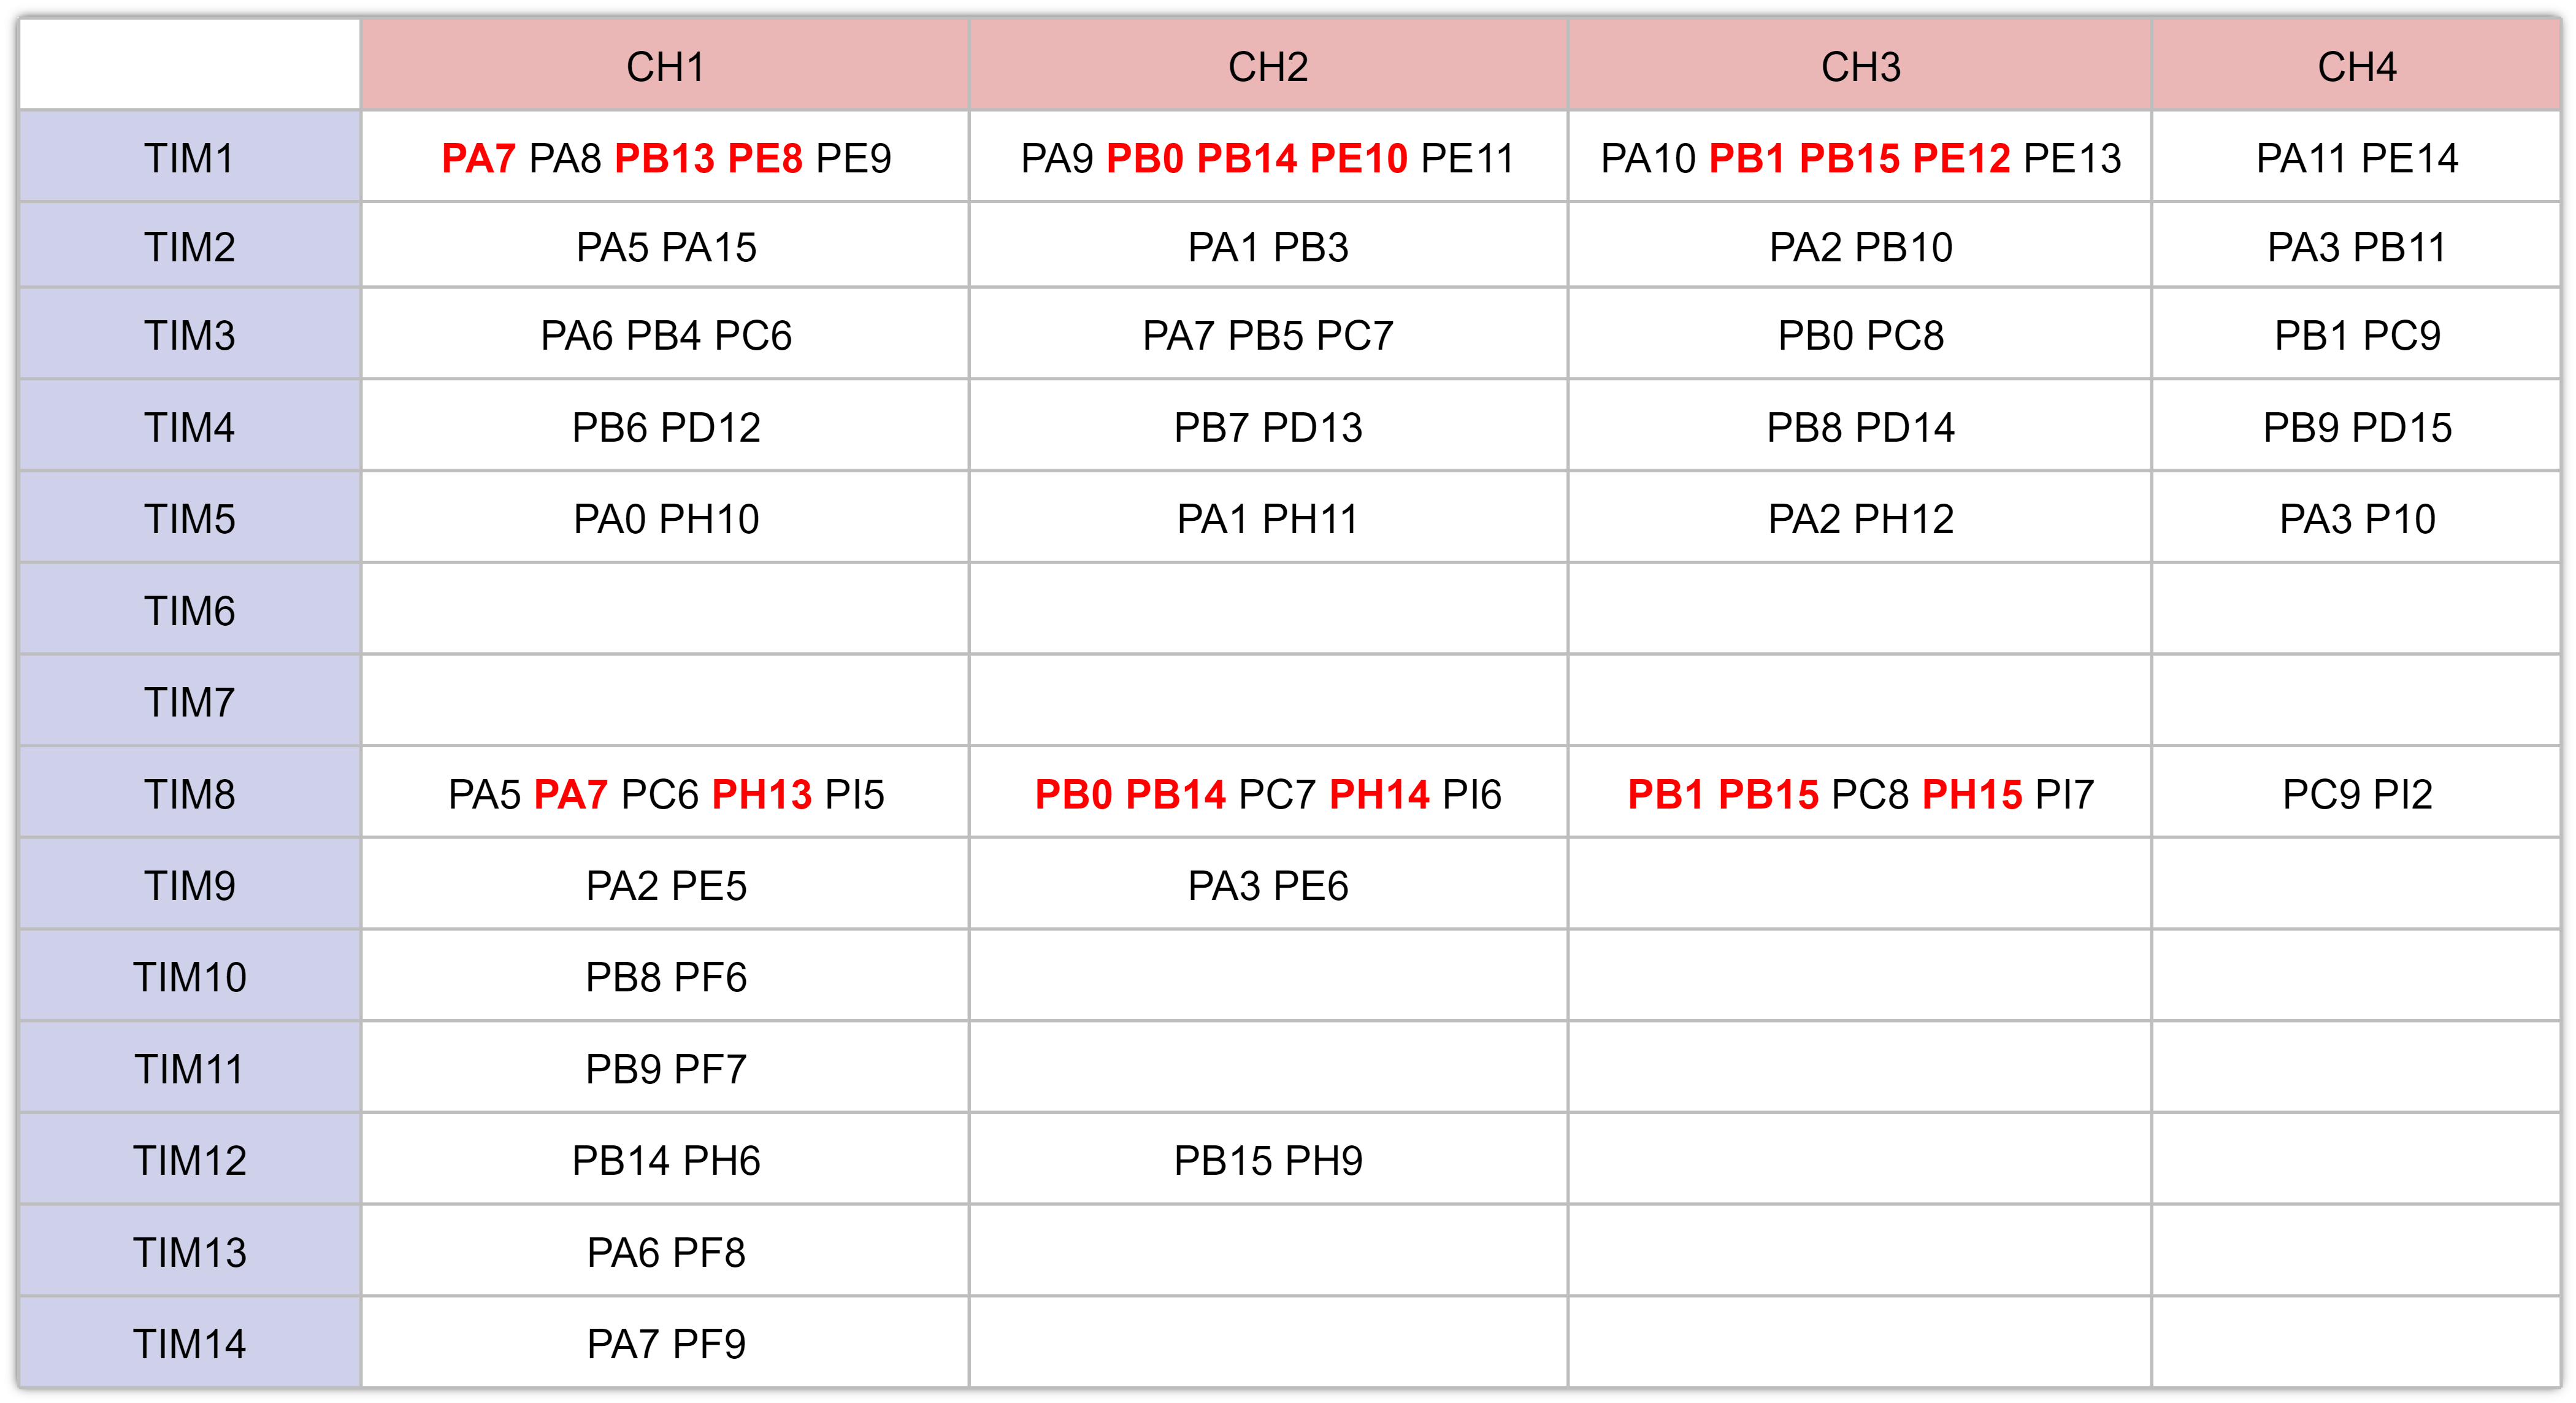 CH1 CH2 CH3 CH4
TIM1 PA7 PA8 PB13 PE8 PE9 PA9 PB0 PB14 PE10 PE11 PA10 PB1 PB15 PE12 PE13 PA11 PE14
TIM2 PA5 PA15 PA1 PB3 PA2 PB10 PA3 PB11
TIM3 PA6 PB4 PC6 PA7 PB5 PC7 PB0 PC8 PB1 PC9
TIM4 PB6 PD12 PB7 PD13 PB8 PD14 PB9 PD15
TIM5 PA0 PH10 PA1 PH11 PA2 PH12 PA3 P10
TIM6
TIM7
TIM8 PA5 PA7 PC6 PH13 PI5 PB0 PB14 PC7 PH14 PI6 PB1 PB15 PC8 PH15 PI7 PC9 PI2
TIM9 PA2 PE5 PA3 PE6
TIM10 PB8 PF6
TIM11 PB9 PF7
TIM12 PB14 PH6 PB15 PH9
TIM13 PA6 PF8
TIM14 PA7 PF9